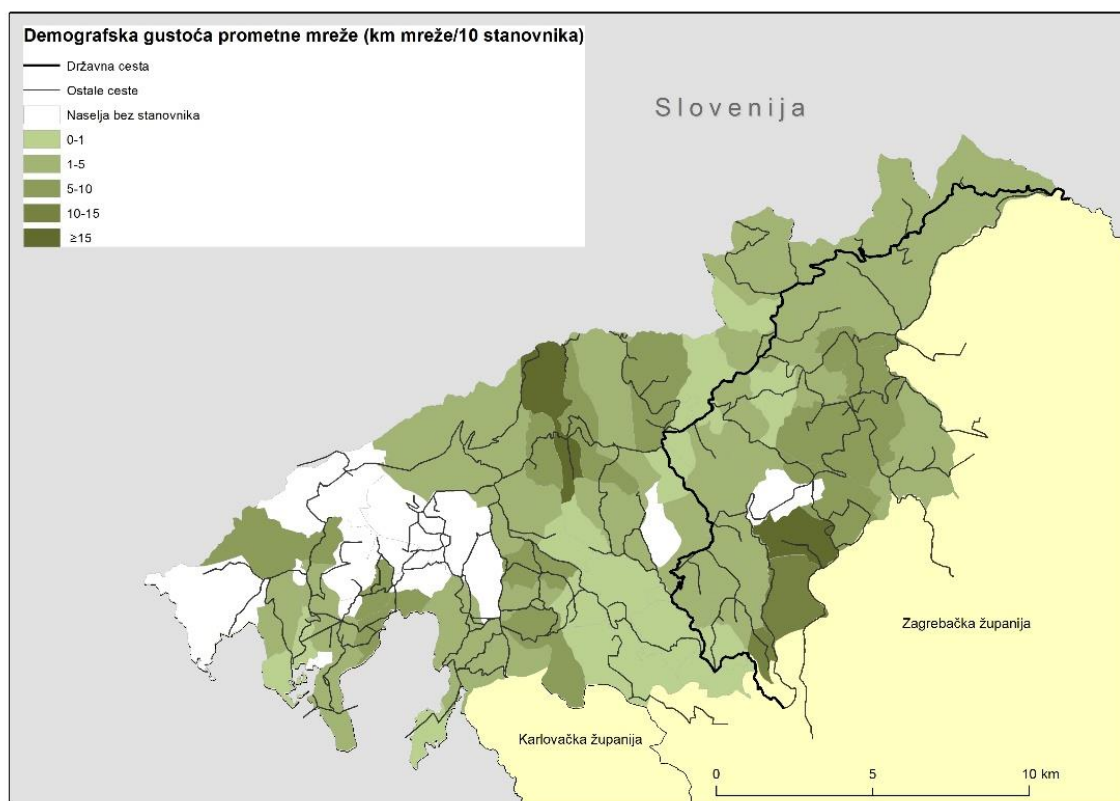 Demografska gustoća prometne mreže (km mreže/10 stanovnika)
Državna cesta
Ostale ceste
Naselja bez stanovnika
0-1
1-5
5-10
10-15
≥15
Slovenija
Zagrebačka županija
Karlovačka županija
0 5 10 km